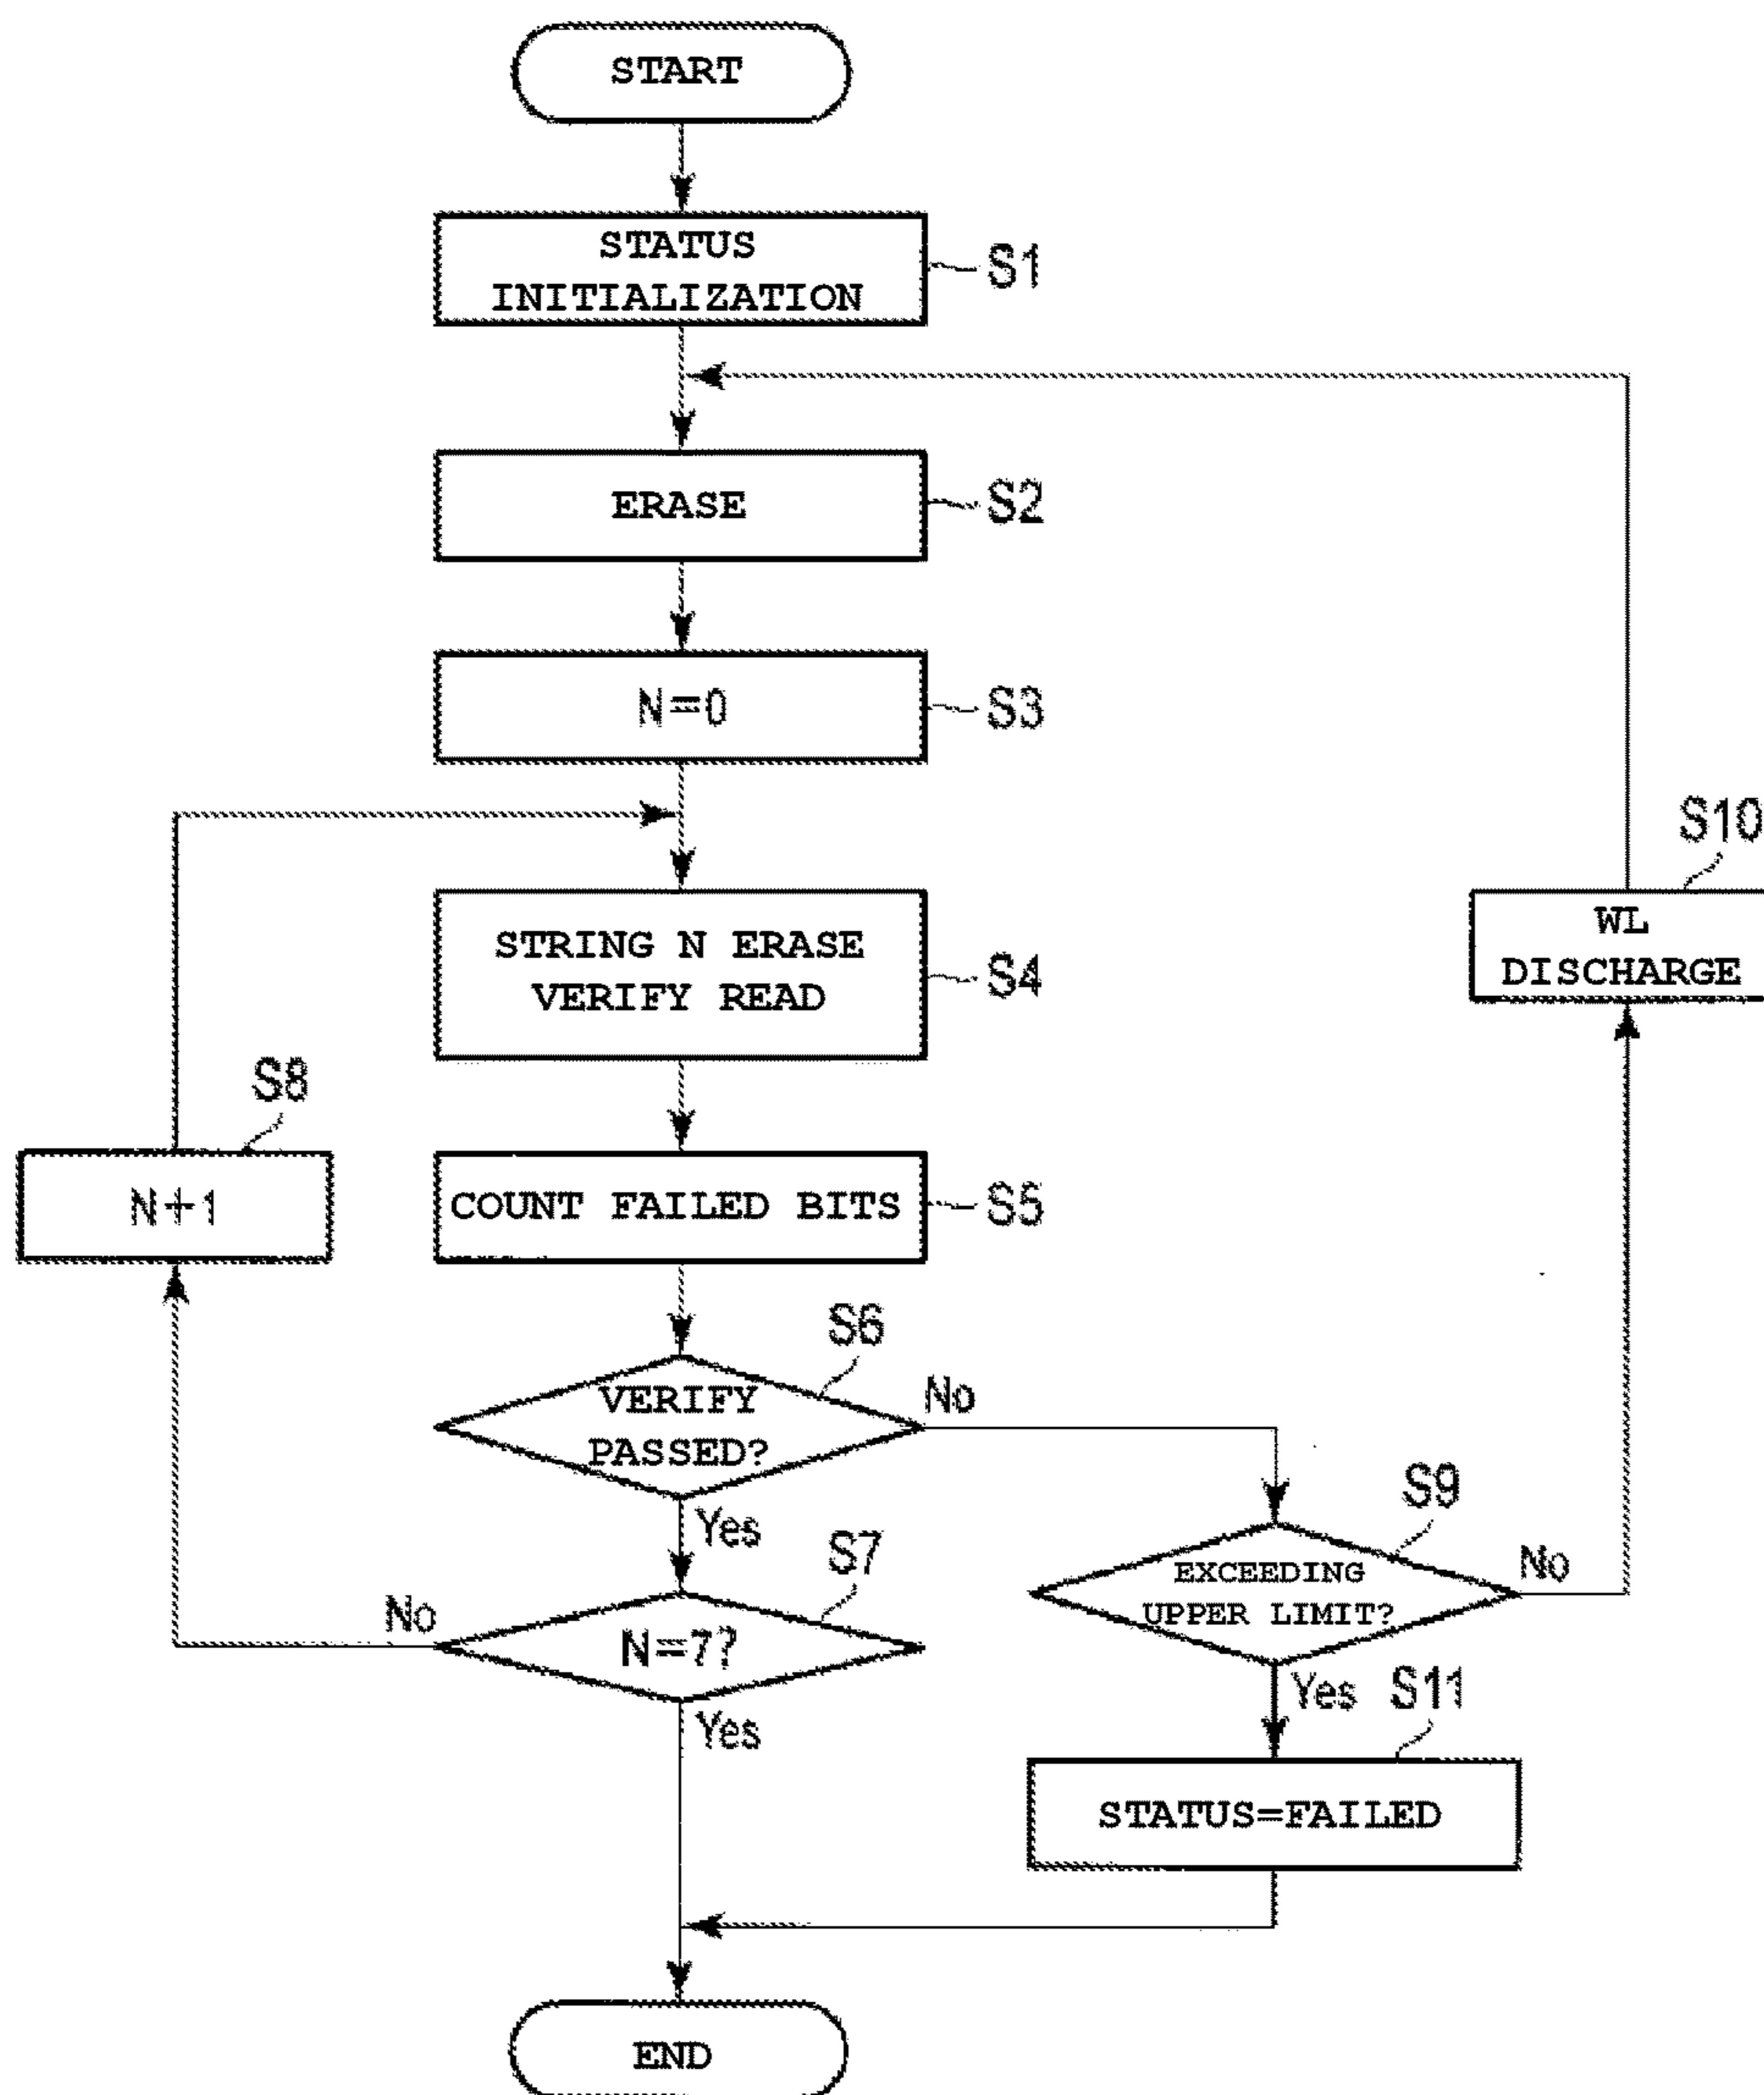 START
STATUS
INITIALIZATION
S1
ERASE
S2
N=0
S3
STRING N ERASE
VERIFY READ
S4
S10
WL
DISCHARGE
S8
N+1
COUNT FAILED BITS
S5
S6
VERIFY
PASSED?
No
Yes
S7
N=7?
No
Yes
S9
EXCEEDING
UPPER LIMIT?
No
Yes
S11
STATUS=FAILED
END